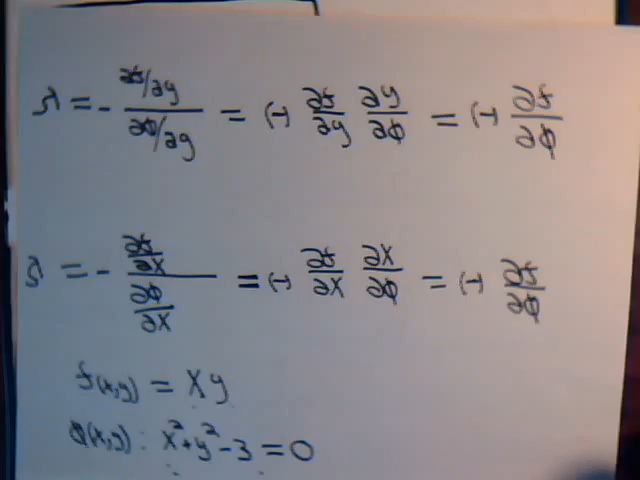 λ = - ∂f/∂y / ∂φ/∂y = (-1) ∂f/∂y ∂y/∂φ = (-1) ∂f/∂φ
λ = - ∂f/∂x / ∂φ/∂x = (-1) ∂f/∂x ∂x/∂φ = (-1) ∂f/∂φ
f(x,y) = xy
φ(x,y): x²+y²-3=0